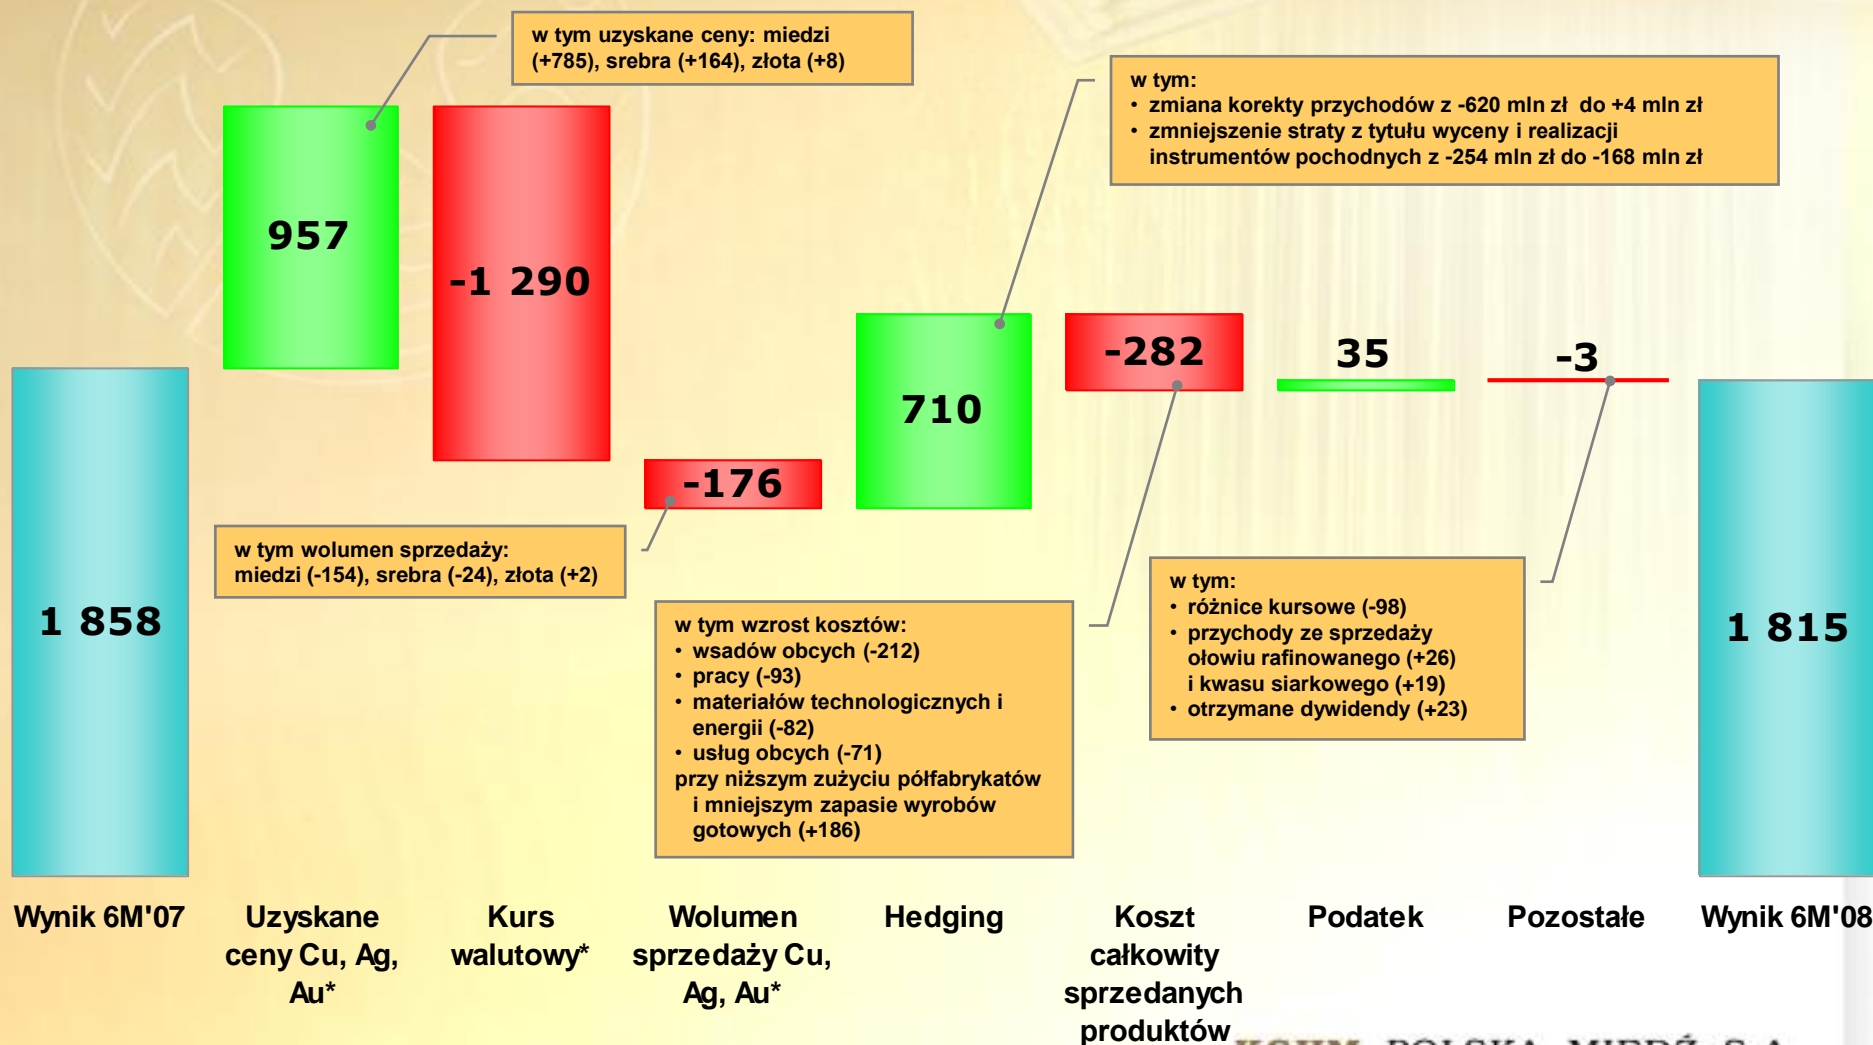 w tym uzyskane ceny: miedzi
(+785), srebra (+164), złota (+8)
w tym:
• zmiana korekty przychodów z -620 mln zł do +4 mln zł
• zmniejszenie straty z tytułu wyceny i realizacji
instrumentów pochodnych z -254 mln zł do -168 mln zł
957
-1 290
-176
710
-282
35
-3
1 858
1 815
w tym wolumen sprzedaży:
miedzi (-154), srebra (-24), złota (+2)
w tym wzrost kosztów:
• wsadów obcych (-212)
• pracy (-93)
• materiałów technologicznych i
energii (-82)
• usług obcych (-71)
przy niższym zużyciu półfabrykatów
i mniejszym zapasie wyrobów
gotowych (+186)
w tym:
• różnice kursowe (-98)
• przychody ze sprzedaży
ołowiu rafinowanego (+26)
i kwasu siarkowego (+19)
• otrzymane dywidendy (+23)
Wynik 6M'07
Uzyskane
ceny Cu, Ag,
Au*
Kurs
walutowy*
Wolumen
sprzedaży Cu,
Ag, Au*
Hedging
Koszt
całkowity
sprzedanych
produktów
Podatek
Pozostałe
Wynik 6M'08
KGHM POLSKA MIEDŹ S.A.